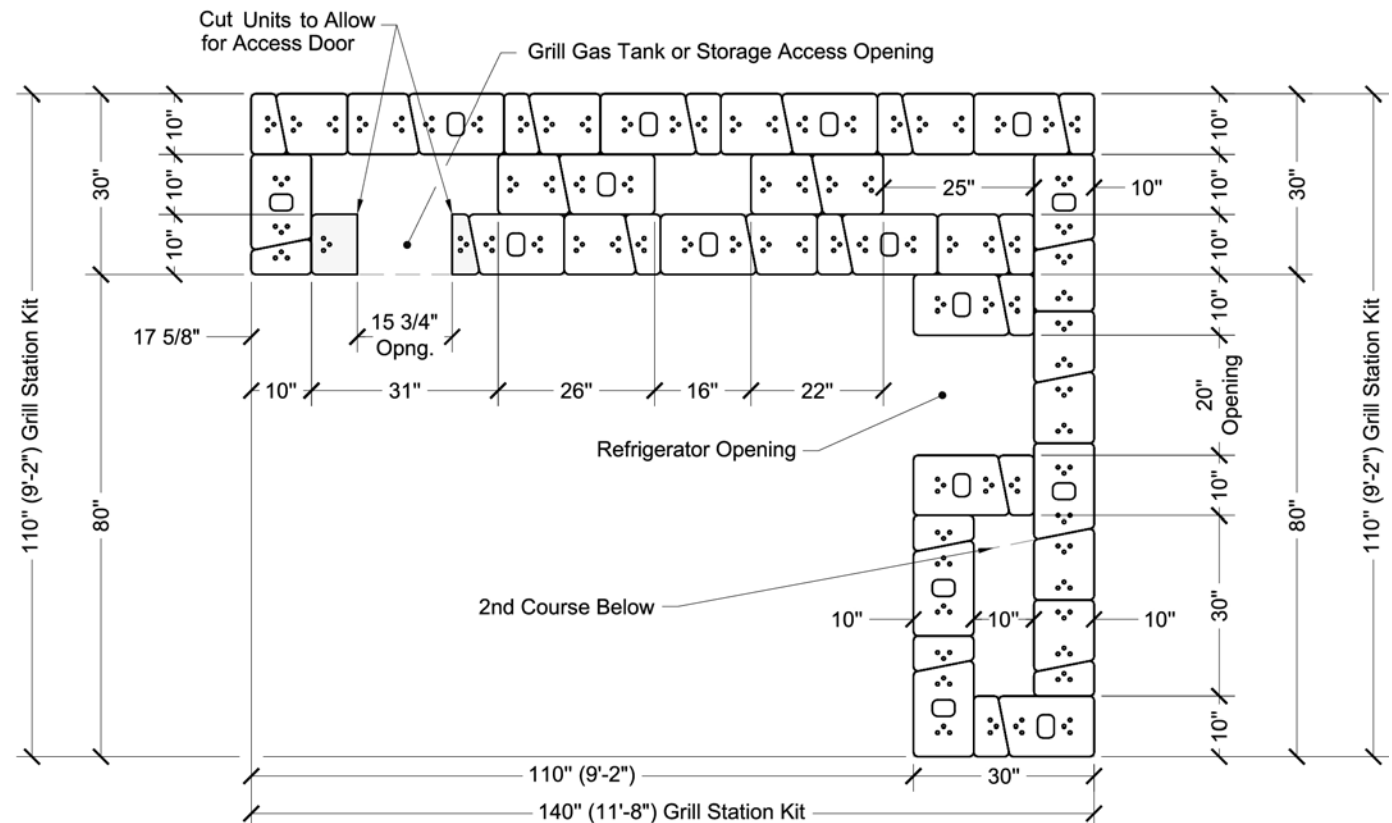 Cut Units to Allow
for Access Door
Grill Gas Tank or Storage Access Opening
10"
10"
10"
30"
80"
110" (9'-2") Grill Station Kit
25"
10"
10"
10"
10"
10"
20"
Opening
10"
30"
10"
30"
80"
110" (9'-2") Grill Station Kit
17 5/8"
15 3/4"
Opng.
10"
31"
26"
16"
22"
Refrigerator Opening
2nd Course Below
10"
10"
10"
110" (9'-2")
30"
140" (11'-8") Grill Station Kit